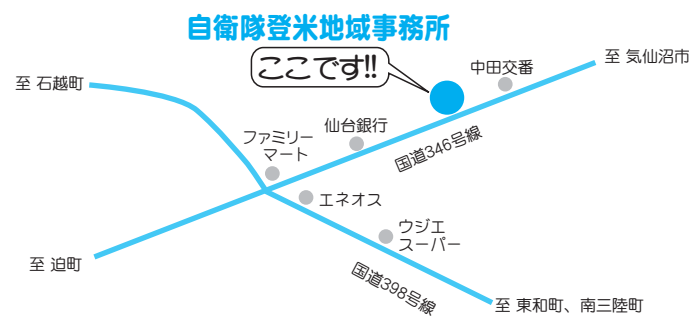 自衛隊登米地域事務所
ここです!!
中田交番
至 気仙沼市
至 石越町
仙台銀行
ファミリー
マート
国道346号線
エネオス
ウジエ
スーパー
至 迫町
国道398号線
至 東和町、南三陸町